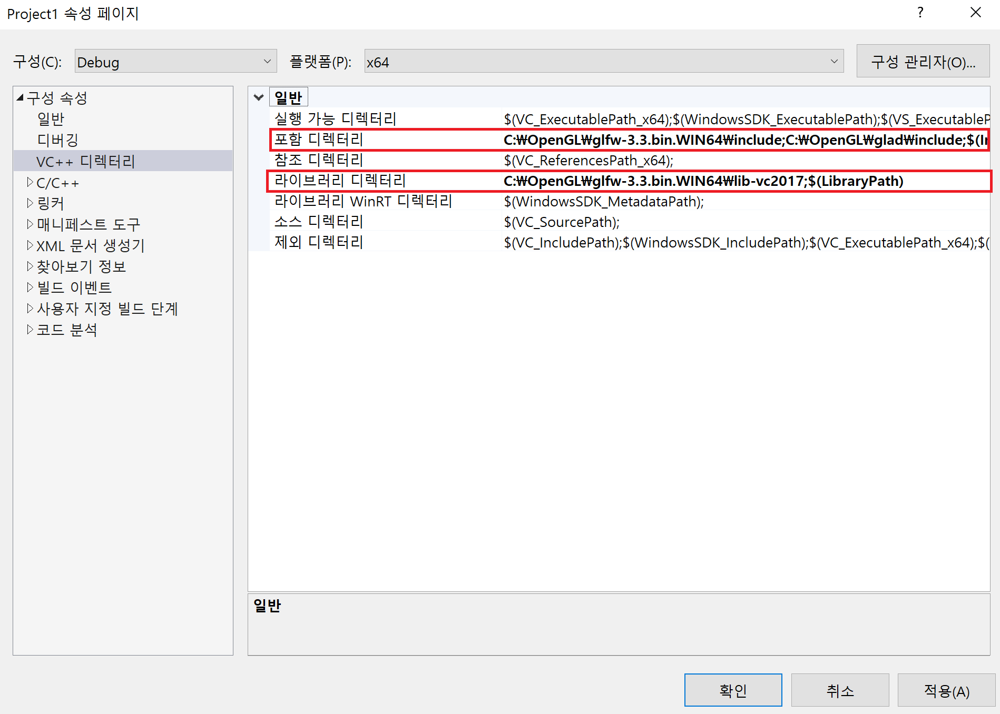 Project1 속성 페이지
?
구성(C): Debug 플랫폼(P): x64 구성 관리자(O)...
구성 속성
일반
디버깅
VC++ 디렉터리
C/C++
링커
매니페스트 도구
XML 문서 생성기
찾아보기 정보
빌드 이벤트
사용자 지정 빌드 단계
코드 분석
일반
실행 가능 디렉터리 $(VC_ExecutablePath_x64);$(WindowsSDK_ExecutablePath);$(VS_ExecutableP
포함 디렉터리 C:₩OpenGL₩glfw-3.3.bin.WIN64₩include;C:₩OpenGL₩glad₩include;$(In
참조 디렉터리 $(VC_ReferencesPath_x64);
라이브러리 디렉터리 C:₩OpenGL₩glfw-3.3.bin.WIN64₩lib-vc2017;$(LibraryPath)
라이브러리 WinRT 디렉터리 $(WindowsSDK_MetadataPath);
소스 디렉터리 $(VC_SourcePath);
제외 디렉터리 $(VC_IncludePath);$(WindowsSDK_IncludePath);$(VC_ExecutablePath_x64);$(
일반
확인 취소 적용(A)